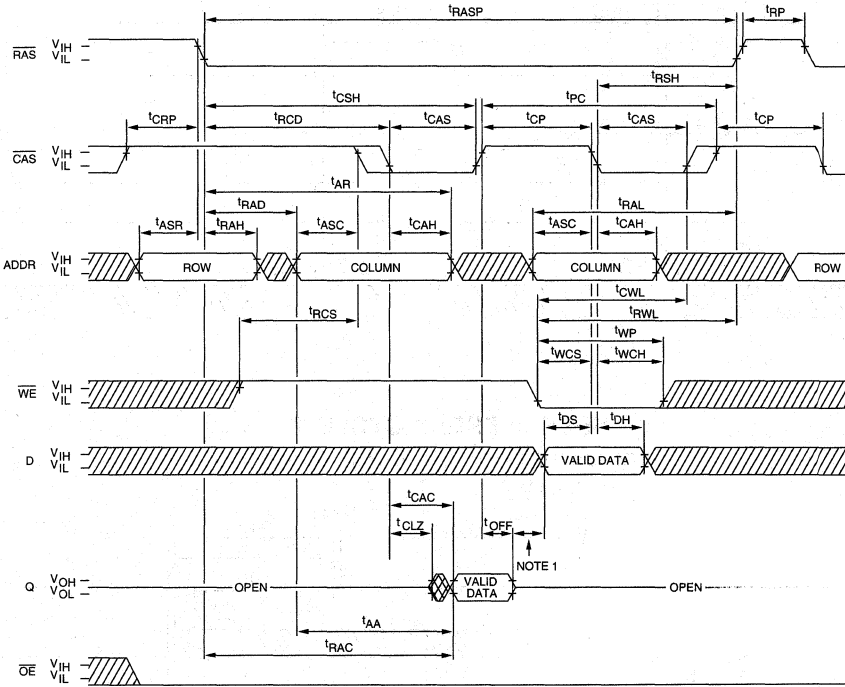 tRASP tRP
RAS VIH
VIL
tRSH
tCSH tPC
tCRP tRCD tCAS tCP tCAS tCP
CAS VIH
VIL
tAR
tRAD tRAL
tASR tRAH tASC tCAH tASC tCAH
ADDR VIH
VIL
ROW COLUMN COLUMN ROW
tCWL
tRCS tRWL
tWP
tWCS tWCH
WE VIH
VIL
tDS tDH
D VIH
VIL
VALID DATA
tCAC
tCLZ tOFF
NOTE 1
Q VOH
VOL
OPEN VALID DATA OPEN
tAA
tRAC
OE VIH
VIL